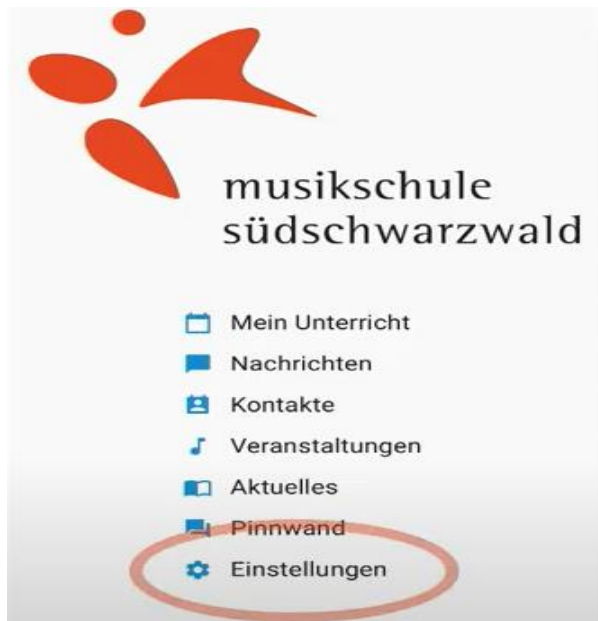 musikschule
südschwarzwald
Mein Unterricht
Nachrichten
Kontakte
Veranstaltungen
Aktuelles
Pinnwand
Einstellungen